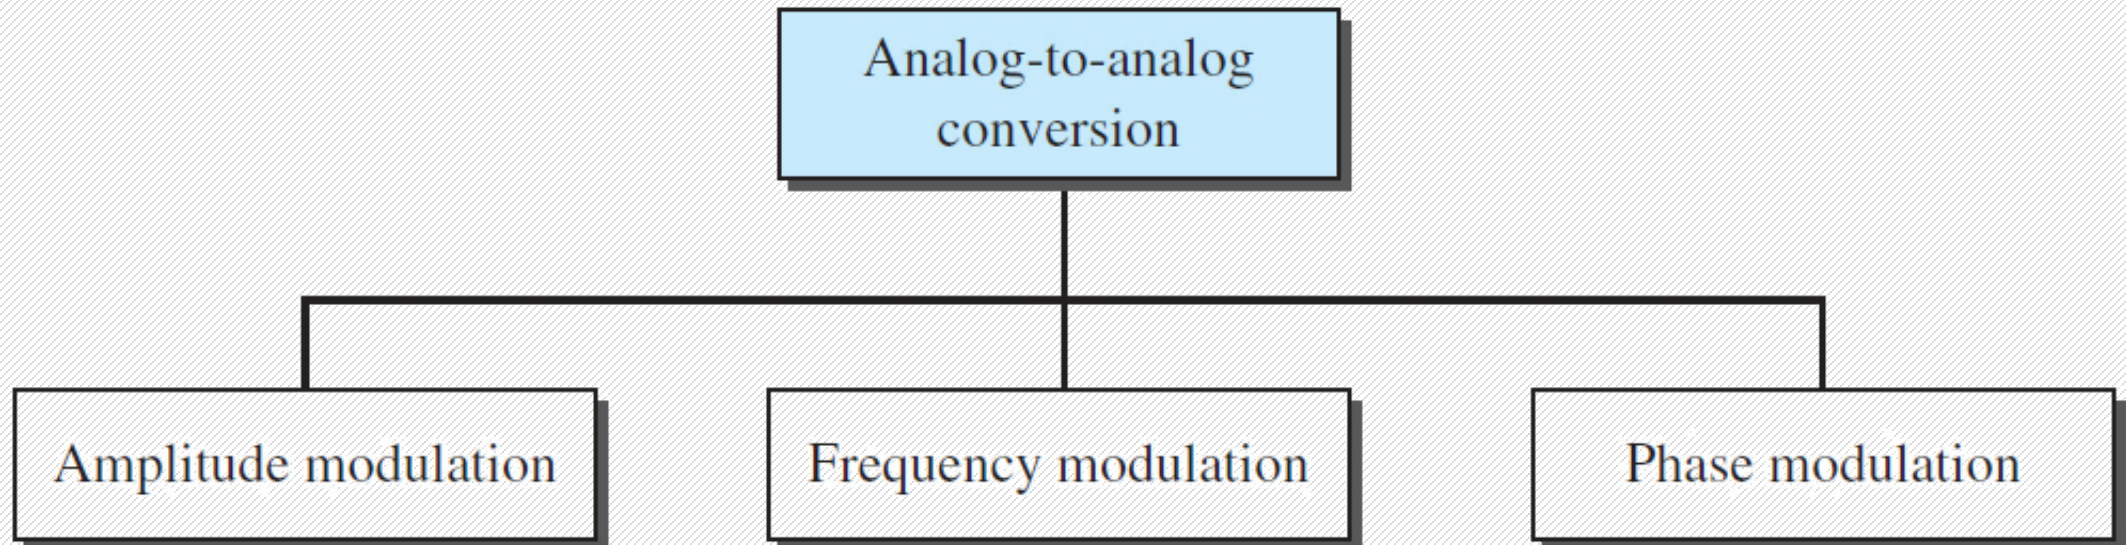 Analog-to-analog
conversion
Amplitude modulation
Frequency modulation
Phase modulation